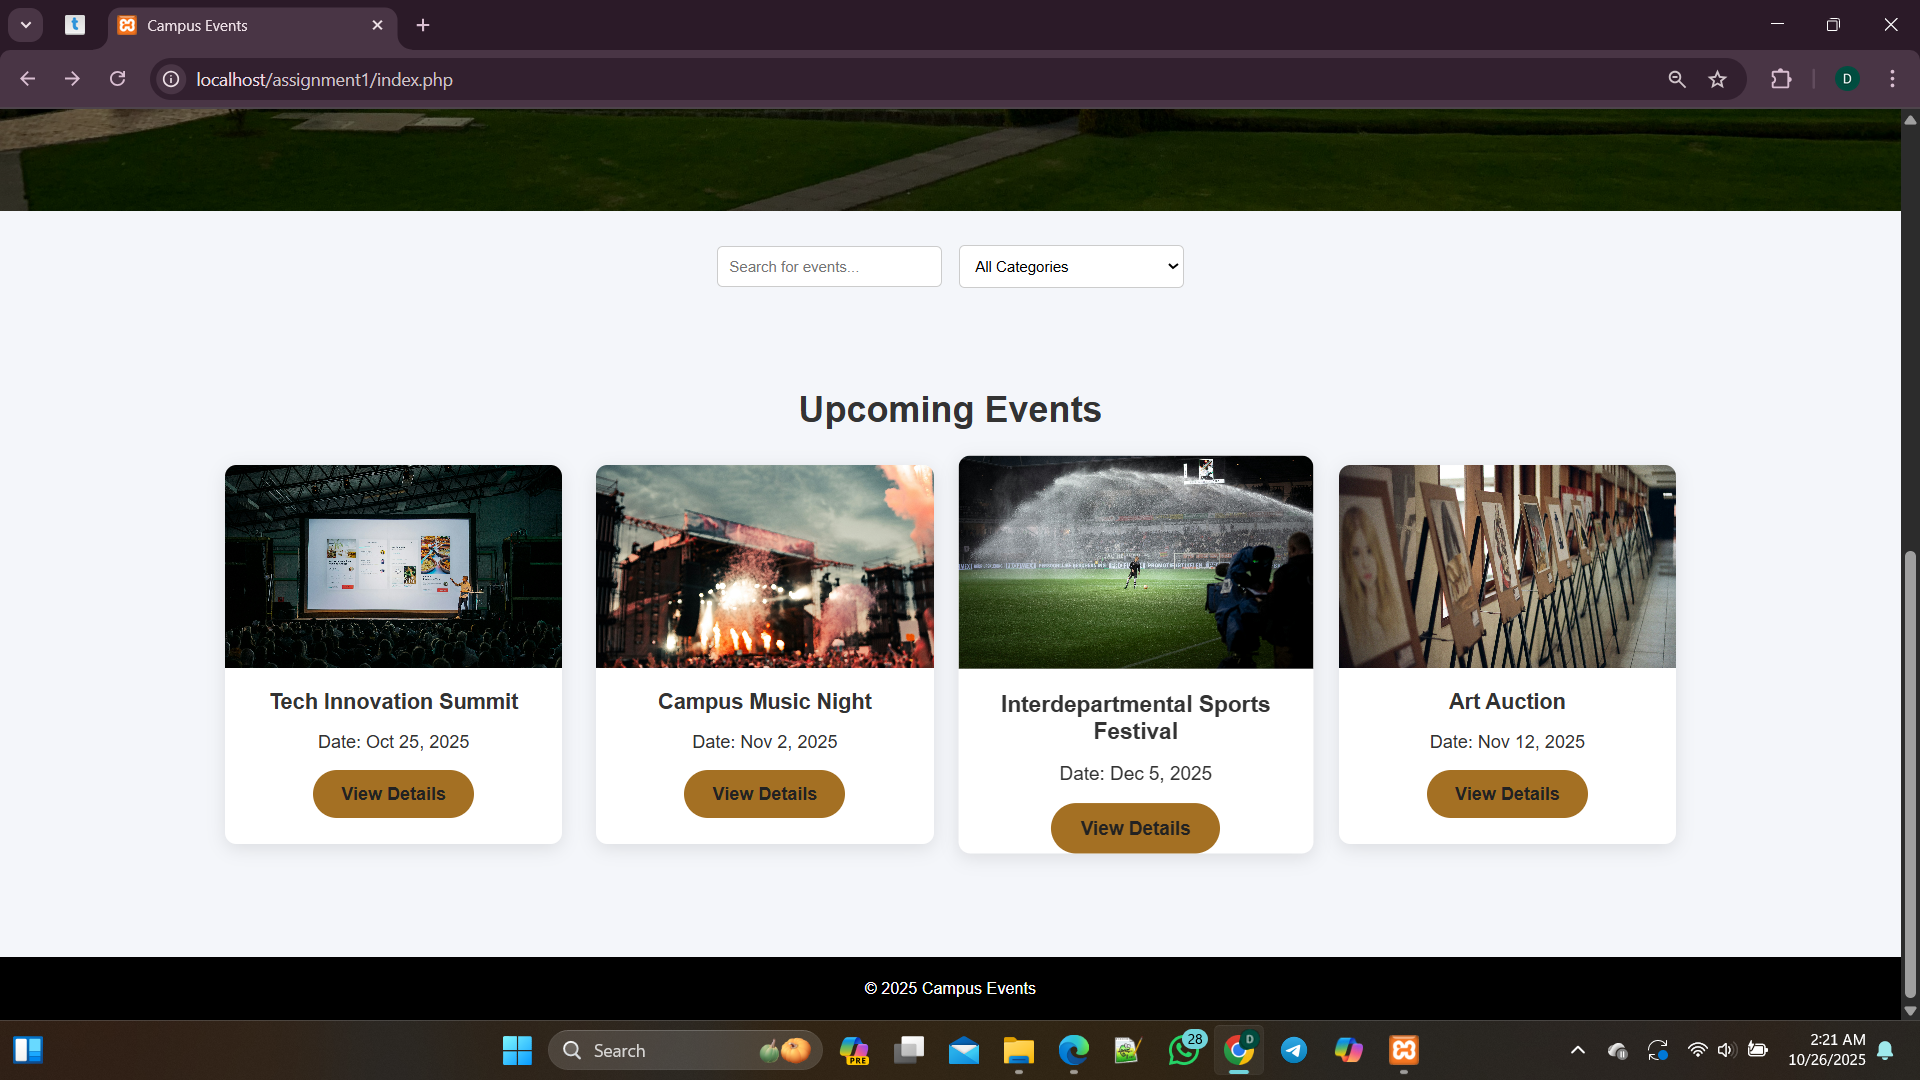 t
Campus Events
localhost/assignment1/index.php
D
Search for events...
All Categories
Upcoming Events
Tech Innovation Summit
Date: Oct 25, 2025
View Details
Campus Music Night
Date: Nov 2, 2025
View Details
Interdepartmental Sports
Festival
Date: Dec 5, 2025
View Details
Art Auction
Date: Nov 12, 2025
View Details
© 2025 Campus Events
Search
PRE
28
D
2:21 AM
10/26/2025